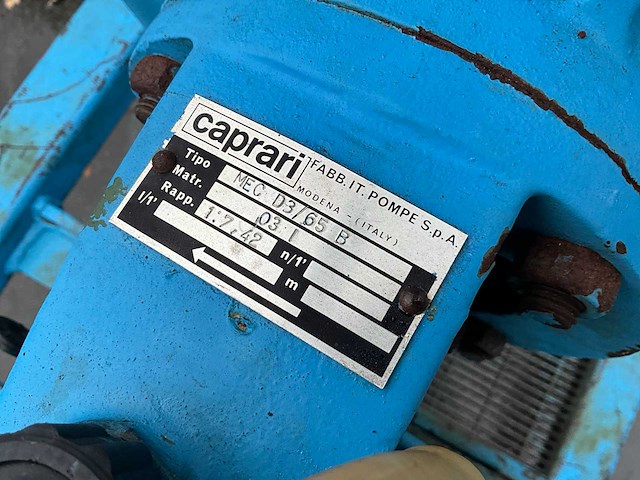 caprari FABB. IT. POMPE S.p.A.
MODENA - (ITALY)
Tipo MEC D3/65 B
Matr. 03 I
Rapp. 1:7,42 n/1'
l/1' m